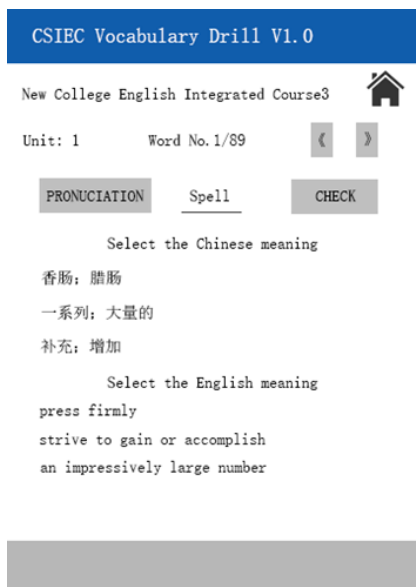 CSIEC Vocabulary Drill V1.0
New College English Integrated Course3
Unit: 1 Word No. 1/89 《 》
PRONUCIATION Spell CHECK
Select the Chinese meaning
香肠；腊肠
一系列；大量的
补充；增加
Select the English meaning
press firmly
strive to gain or accomplish
an impressively large number